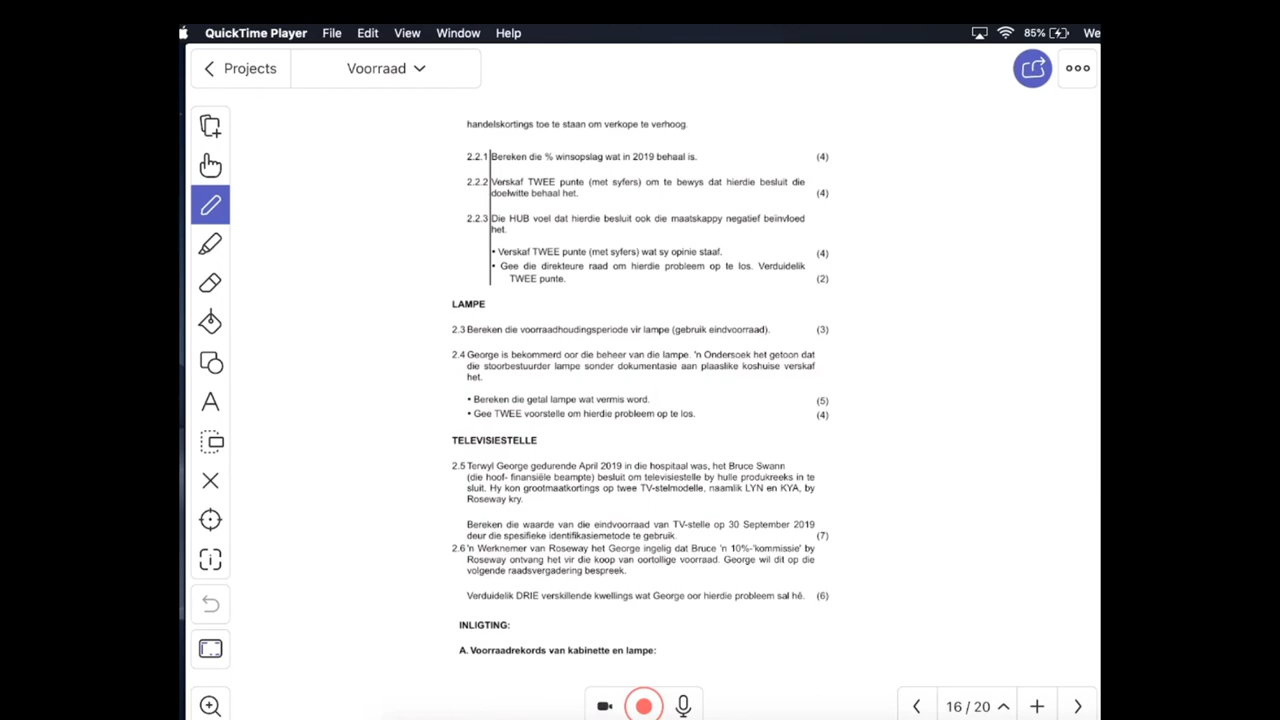 QuickTime Player File Edit View Window Help 85% We
Projects Voorraad
handelskortings toe te staan om verkope te verhoog.
2.2.1 Bereken die % winsopslag wat in 2019 behaal is. (4)
2.2.2 Verskaf TWEE punte (met syfers) om te bewys dat hierdie besluit die
doelwitte behaal het. (4)
2.2.3 Die HUB voel dat hierdie besluit ook die maatskappy negatief beïnvloed
het.
• Verskaf TWEE punte (met syfers) wat sy opinie staaf. (4)
• Gee die direkteure raad om hierdie probleem op te los. Verduidelik
TWEE punte. (2)
LAMPE
2.3 Bereken die voorraadhoudingsperiode vir lampe (gebruik eindvoorraad). (3)
2.4 George is bekommerd oor die beheer van die lampe. 'n Ondersoek het getoon dat
die stoorbestuurder lampe sonder dokumentasie aan plaaslike koshuise verskaf
het.
• Bereken die getal lampe wat vermis word. (5)
• Gee TWEE voorstelle om hierdie probleem op te los. (4)
TELEVISIESTELLE
2.5 Terwyl George gedurende April 2019 in die hospitaal was, het Bruce Swann
(die hoof- finansiële beampte) besluit om televisiestelle by hulle produkreeks in te
sluit. Hy kon grootmaatkortings op twee TV-stelmodelle, naamlik LYN en KYA, by
Roseway kry.
Bereken die waarde van die eindvoorraad van TV-stelle op 30 September 2019
deur die spesifieke identifikasiemetode te gebruik. (7)
2.6 'n Werknemer van Roseway het George ingelig dat Bruce 'n 10%-'kommissie' by
Roseway ontvang het vir die koop van oortollige voorraad. George wil dit op die
volgende raadsvergadering bespreek.
Verduidelik DRIE verskillende kwellings wat George oor hierdie probleem sal hê. (6)
INLIGTING:
A. Voorraadrekords van kabinette en lampe:
16 / 20